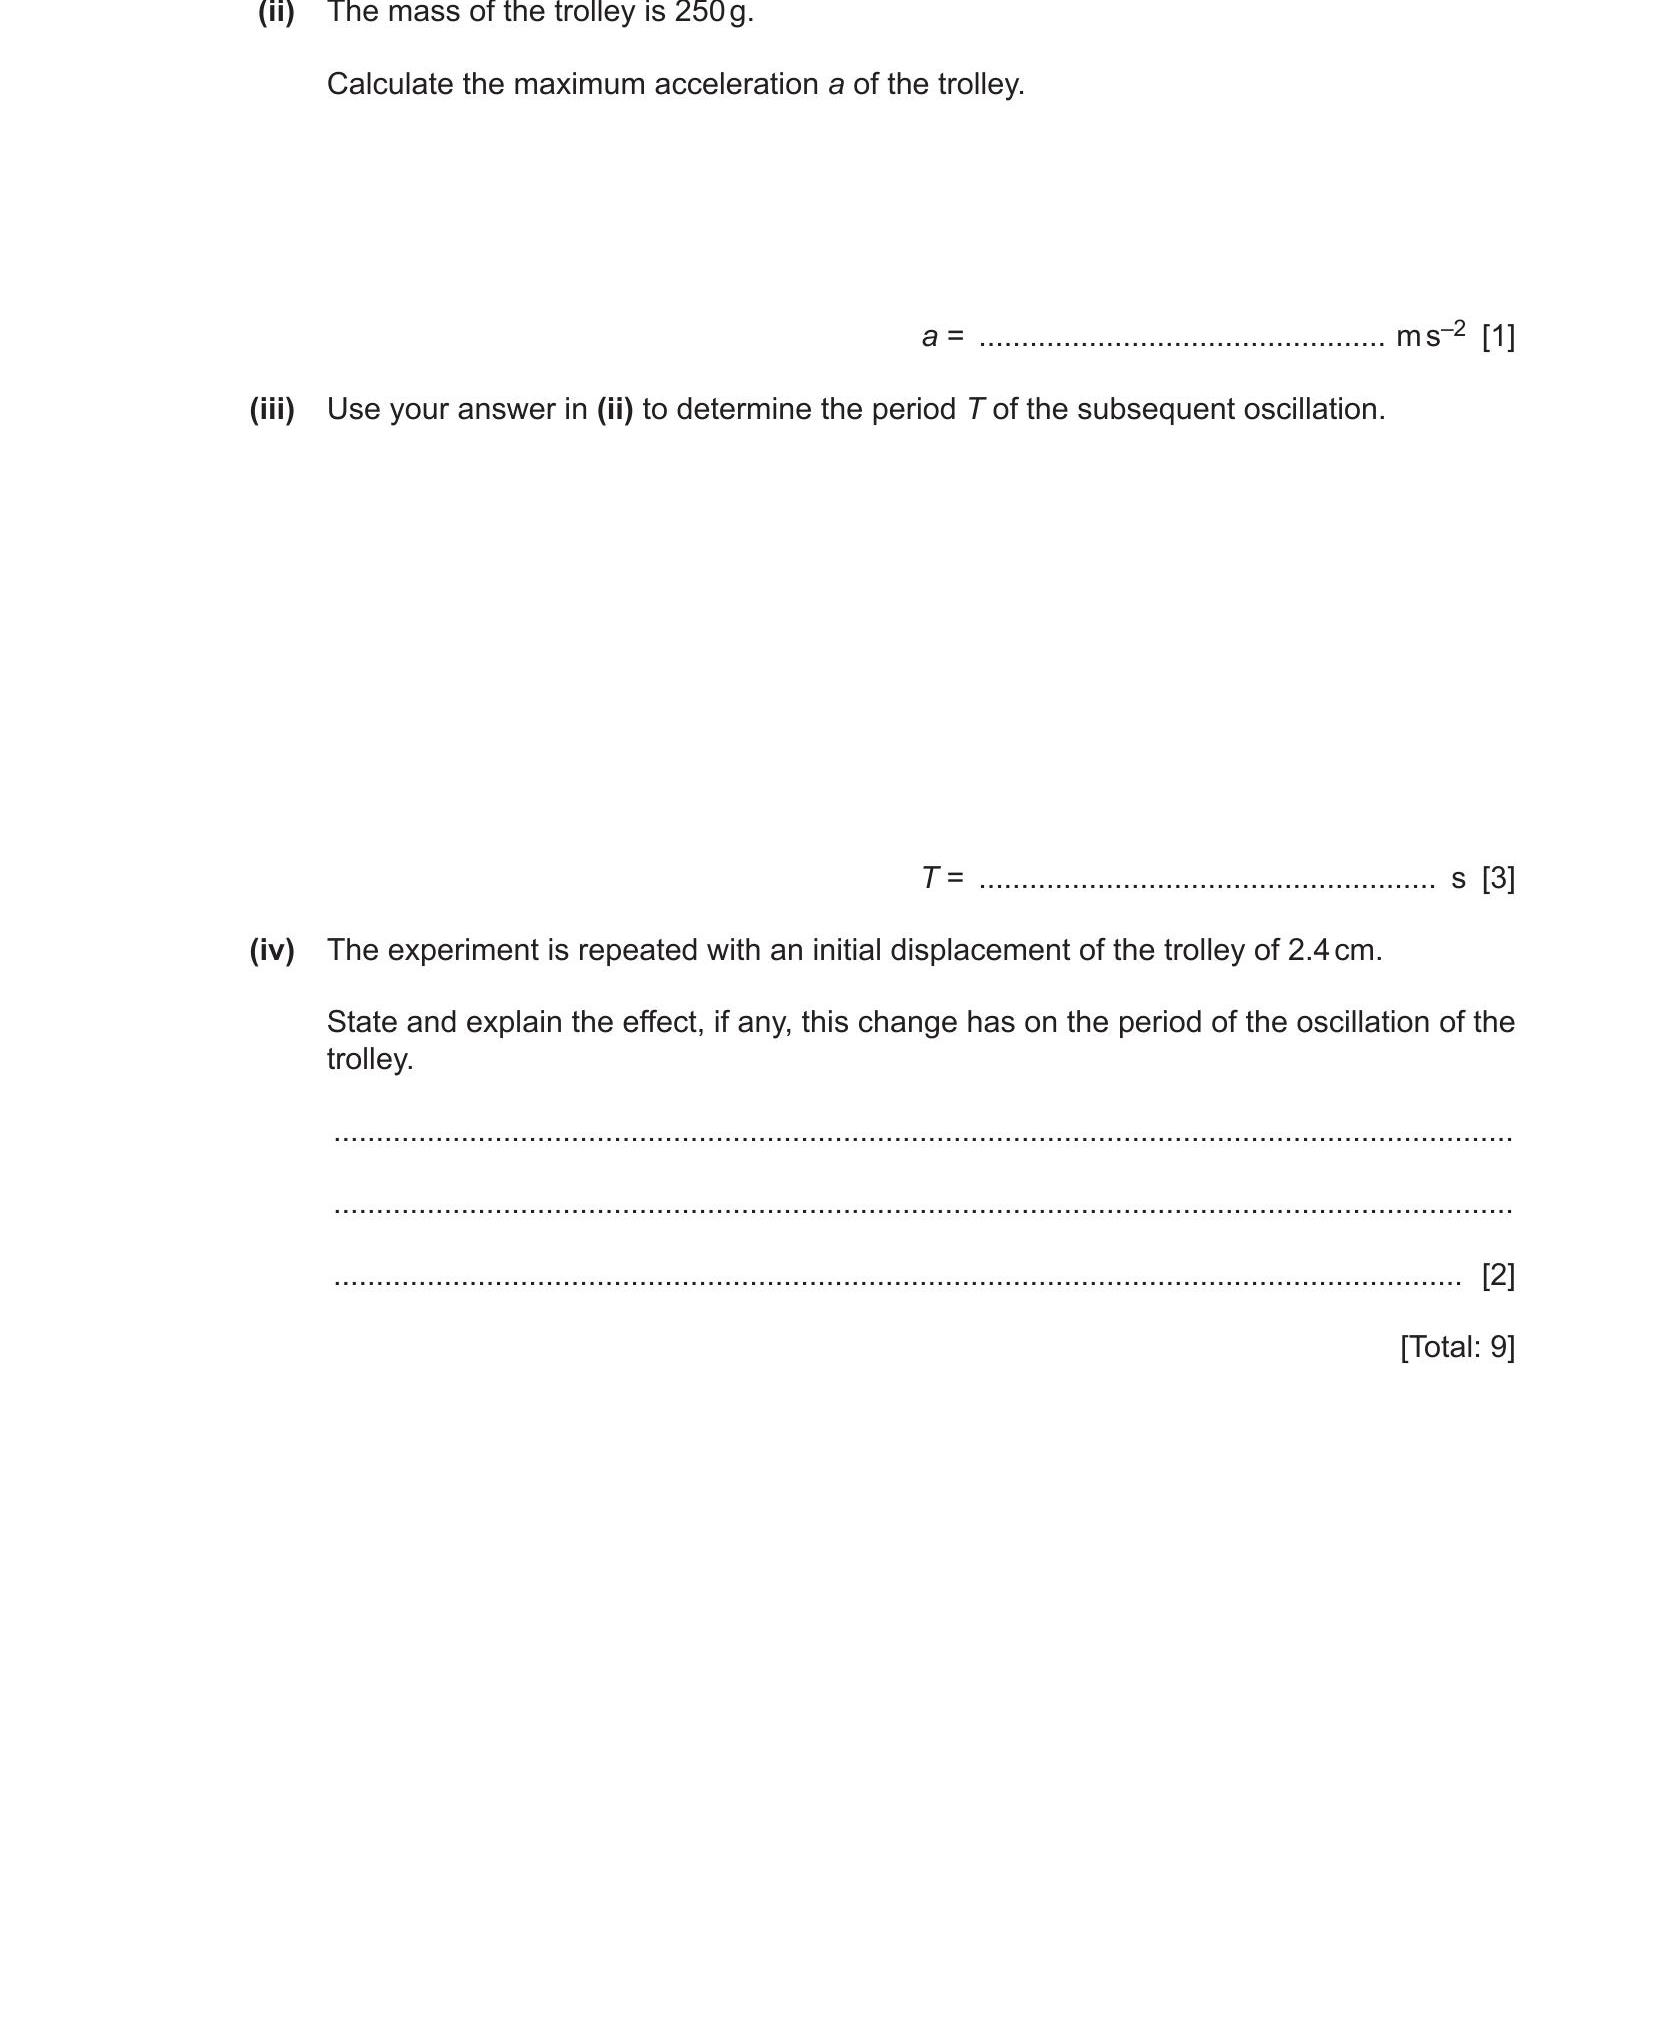 (ii) The mass of the trolley is 250 g.
Calculate the maximum acceleration a of the trolley.
a = ................................................ m s⁻² [1]
(iii) Use your answer in (ii) to determine the period T of the subsequent oscillation.
T = ...................................................... s [3]
(iv) The experiment is repeated with an initial displacement of the trolley of 2.4 cm.
State and explain the effect, if any, this change has on the period of the oscillation of the
trolley.
...........................................................................................................................................
...........................................................................................................................................
..................................................................................................................................... [2]
[Total: 9]